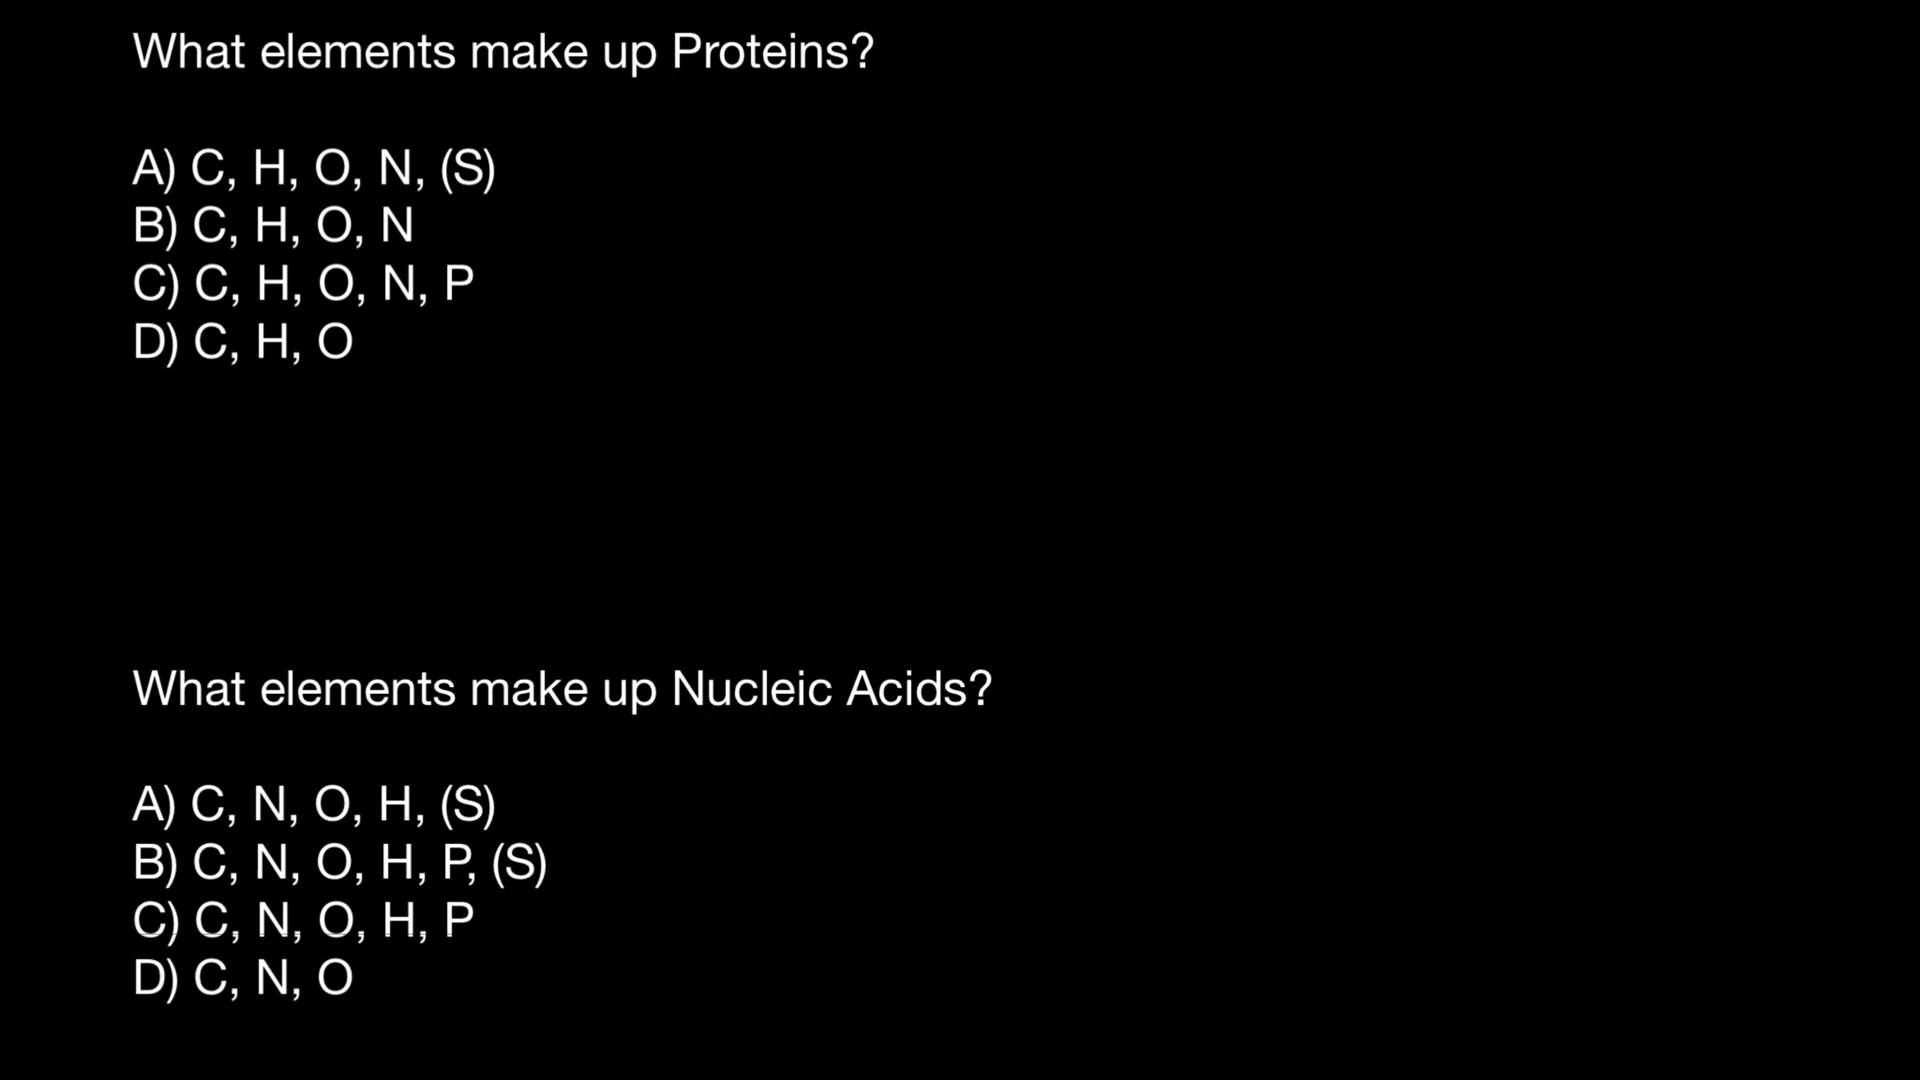 What elements make up Proteins?
A) C, H, O, N, (S)
B) C, H, O, N
C) C, H, O, N, P
D) C, H, O
What elements make up Nucleic Acids?
A) C, N, O, H, (S)
B) C, N, O, H, P, (S)
C) C, N, O, H, P
D) C, N, O